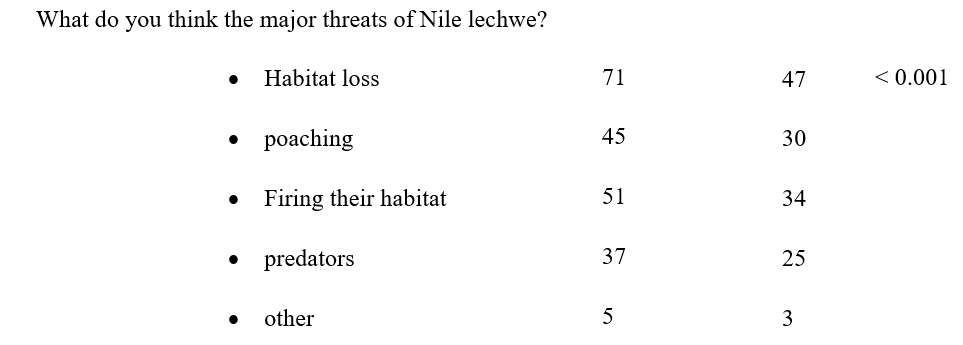 What do you think the major threats of Nile lechwe?
• Habitat loss 71 47 < 0.001
• poaching 45 30
• Firing their habitat 51 34
• predators 37 25
• other 5 3